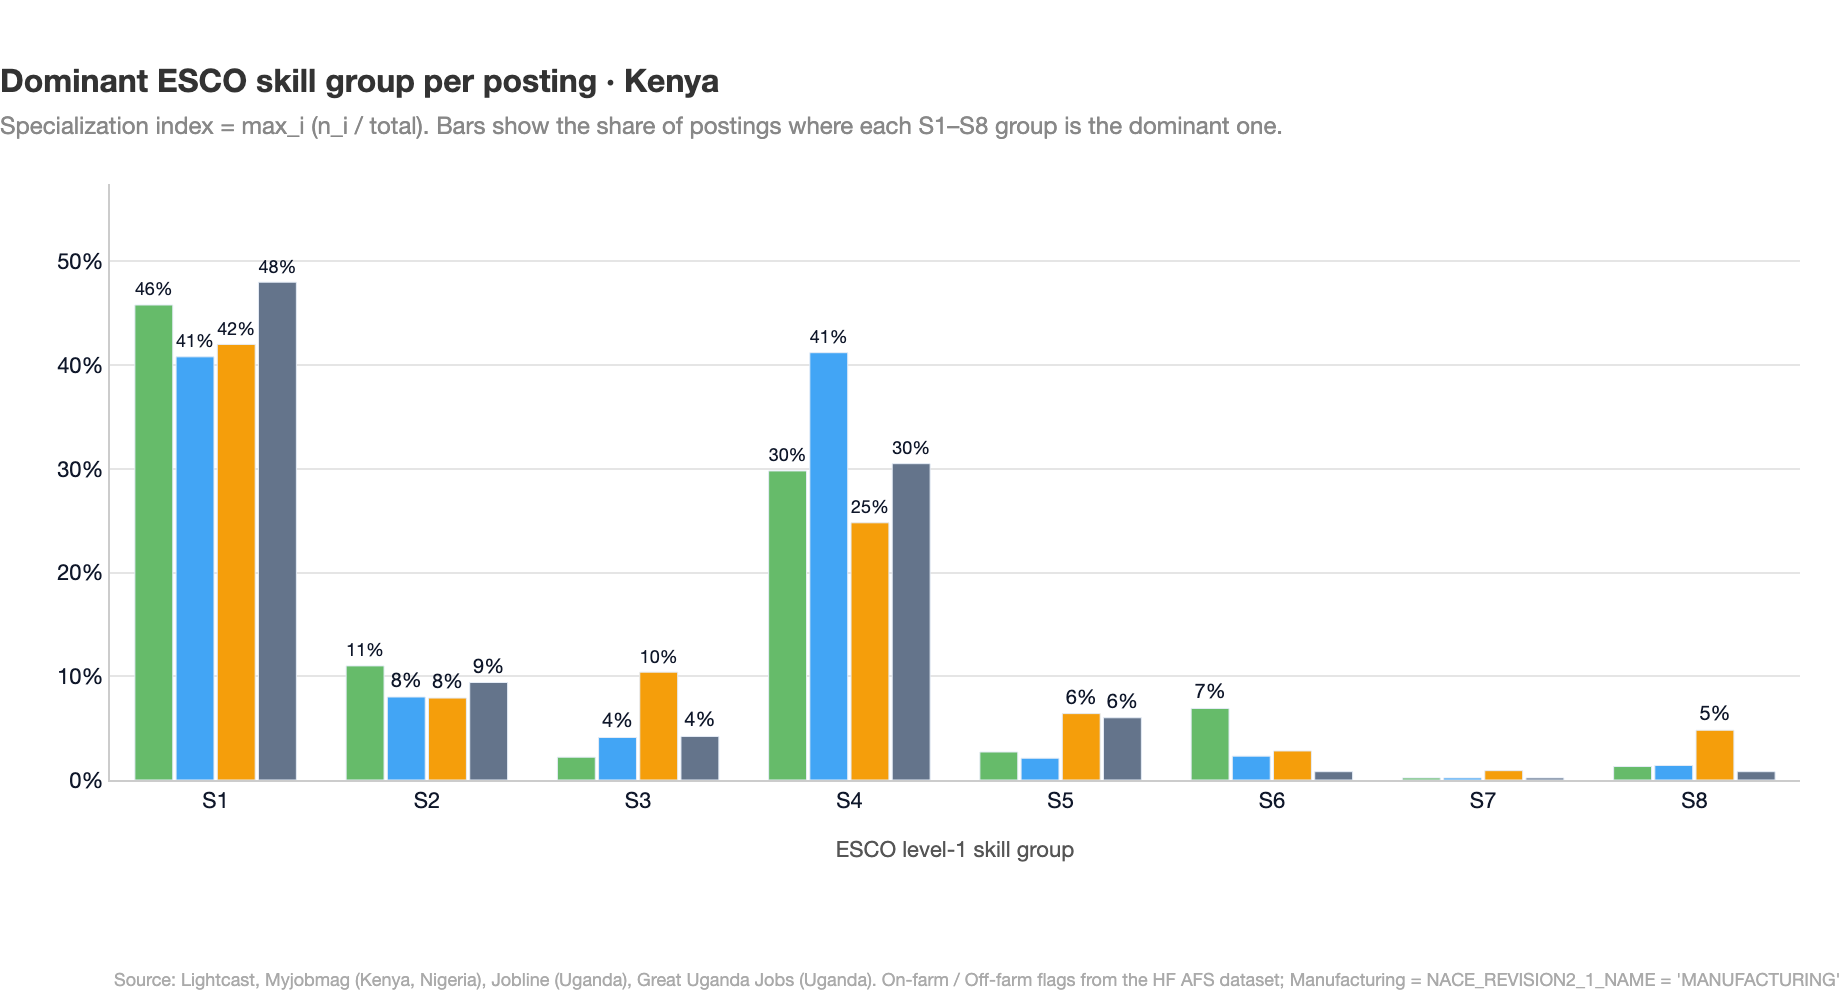 Dominant ESCO skill group per posting · Kenya
Specialization index = max_i (n_i / total). Bars show the share of postings where each S1–S8 group is the dominant one.
50%
40%
30%
20%
10%
0%
46%
41%
42%
48%
11%
8%
8%
9%
4%
10%
4%
30%
41%
25%
30%
6%
6%
7%
5%
S1
S2
S3
S4
S5
S6
S7
S8
ESCO level-1 skill group
Source: Lightcast, Myjobmag (Kenya, Nigeria), Jobline (Uganda), Great Uganda Jobs (Uganda). On-farm / Off-farm flags from the HF AFS dataset; Manufacturing = NACE_REVISION2_1_NAME = 'MANUFACTURING'